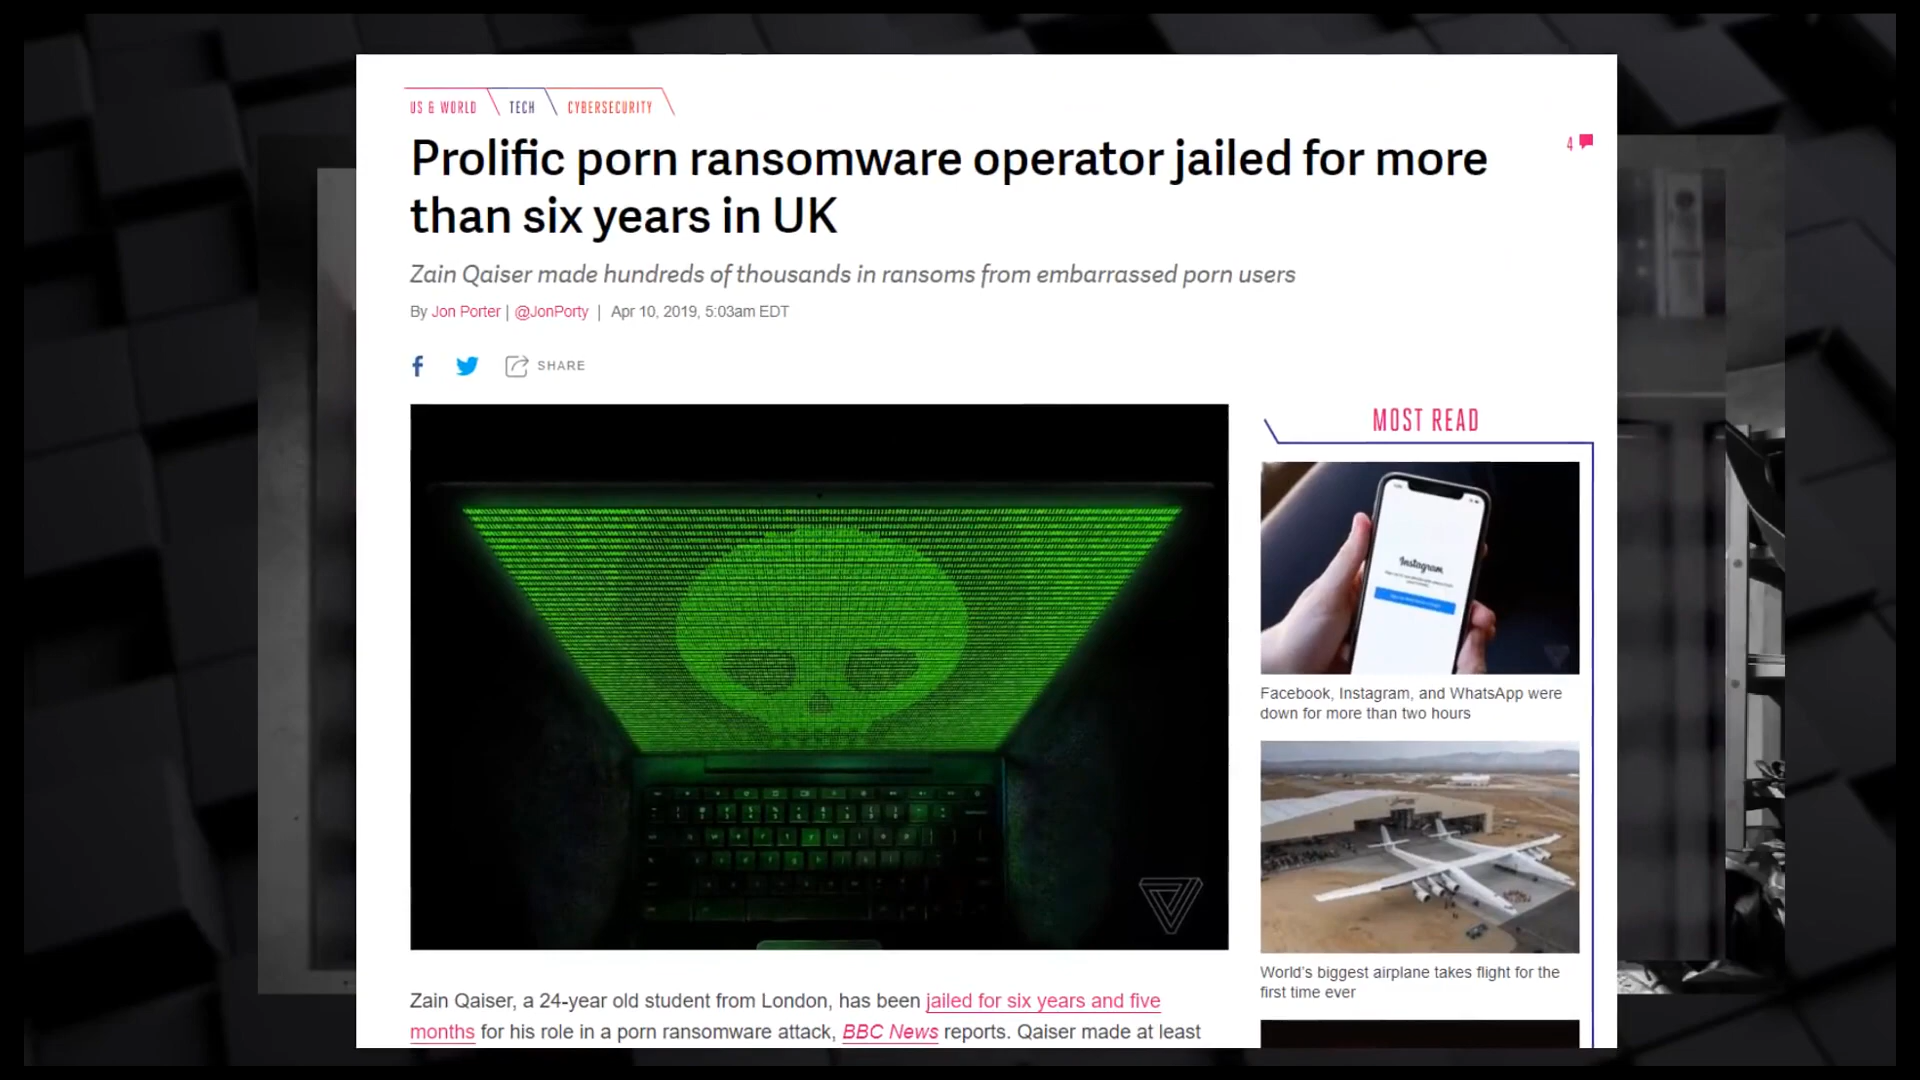 US & WORLD TECH CYBERSECURITY
Prolific porn ransomware operator jailed for more
than six years in UK
4
Zain Qaiser made hundreds of thousands in ransoms from embarrassed porn users
By Jon Porter | @JonPorty | Apr 10, 2019, 5:03am EDT
SHARE
MOST READ
Instagram
Facebook, Instagram, and WhatsApp were
down for more than two hours
World's biggest airplane takes flight for the
first time ever
Zain Qaiser, a 24-year old student from London, has been jailed for six years and five
months for his role in a porn ransomware attack, BBC News reports. Qaiser made at least